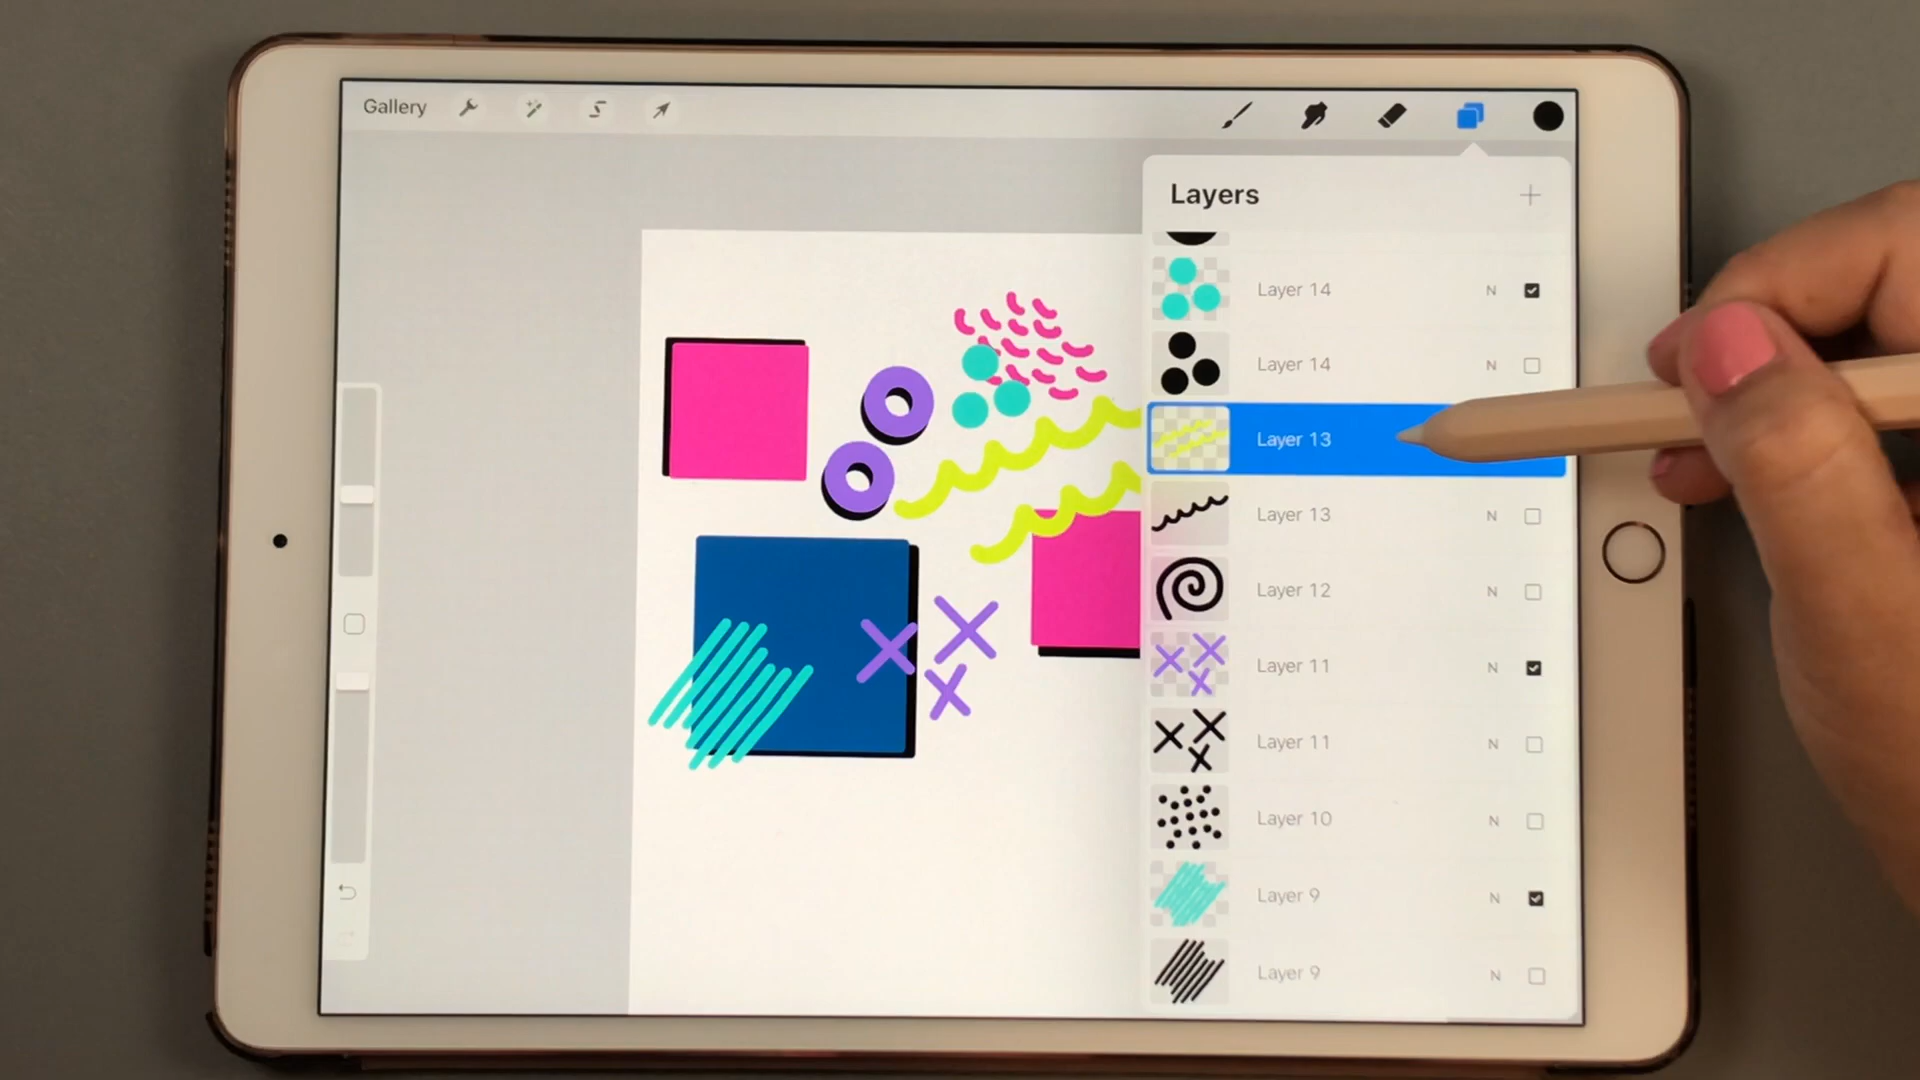 Gallery
Layers
Layer 14 N
Layer 14 N
Layer 13
Layer 13 N
Layer 12 N
Layer 11 N
Layer 11 N
Layer 10 N
Layer 9 N
Layer 9 N